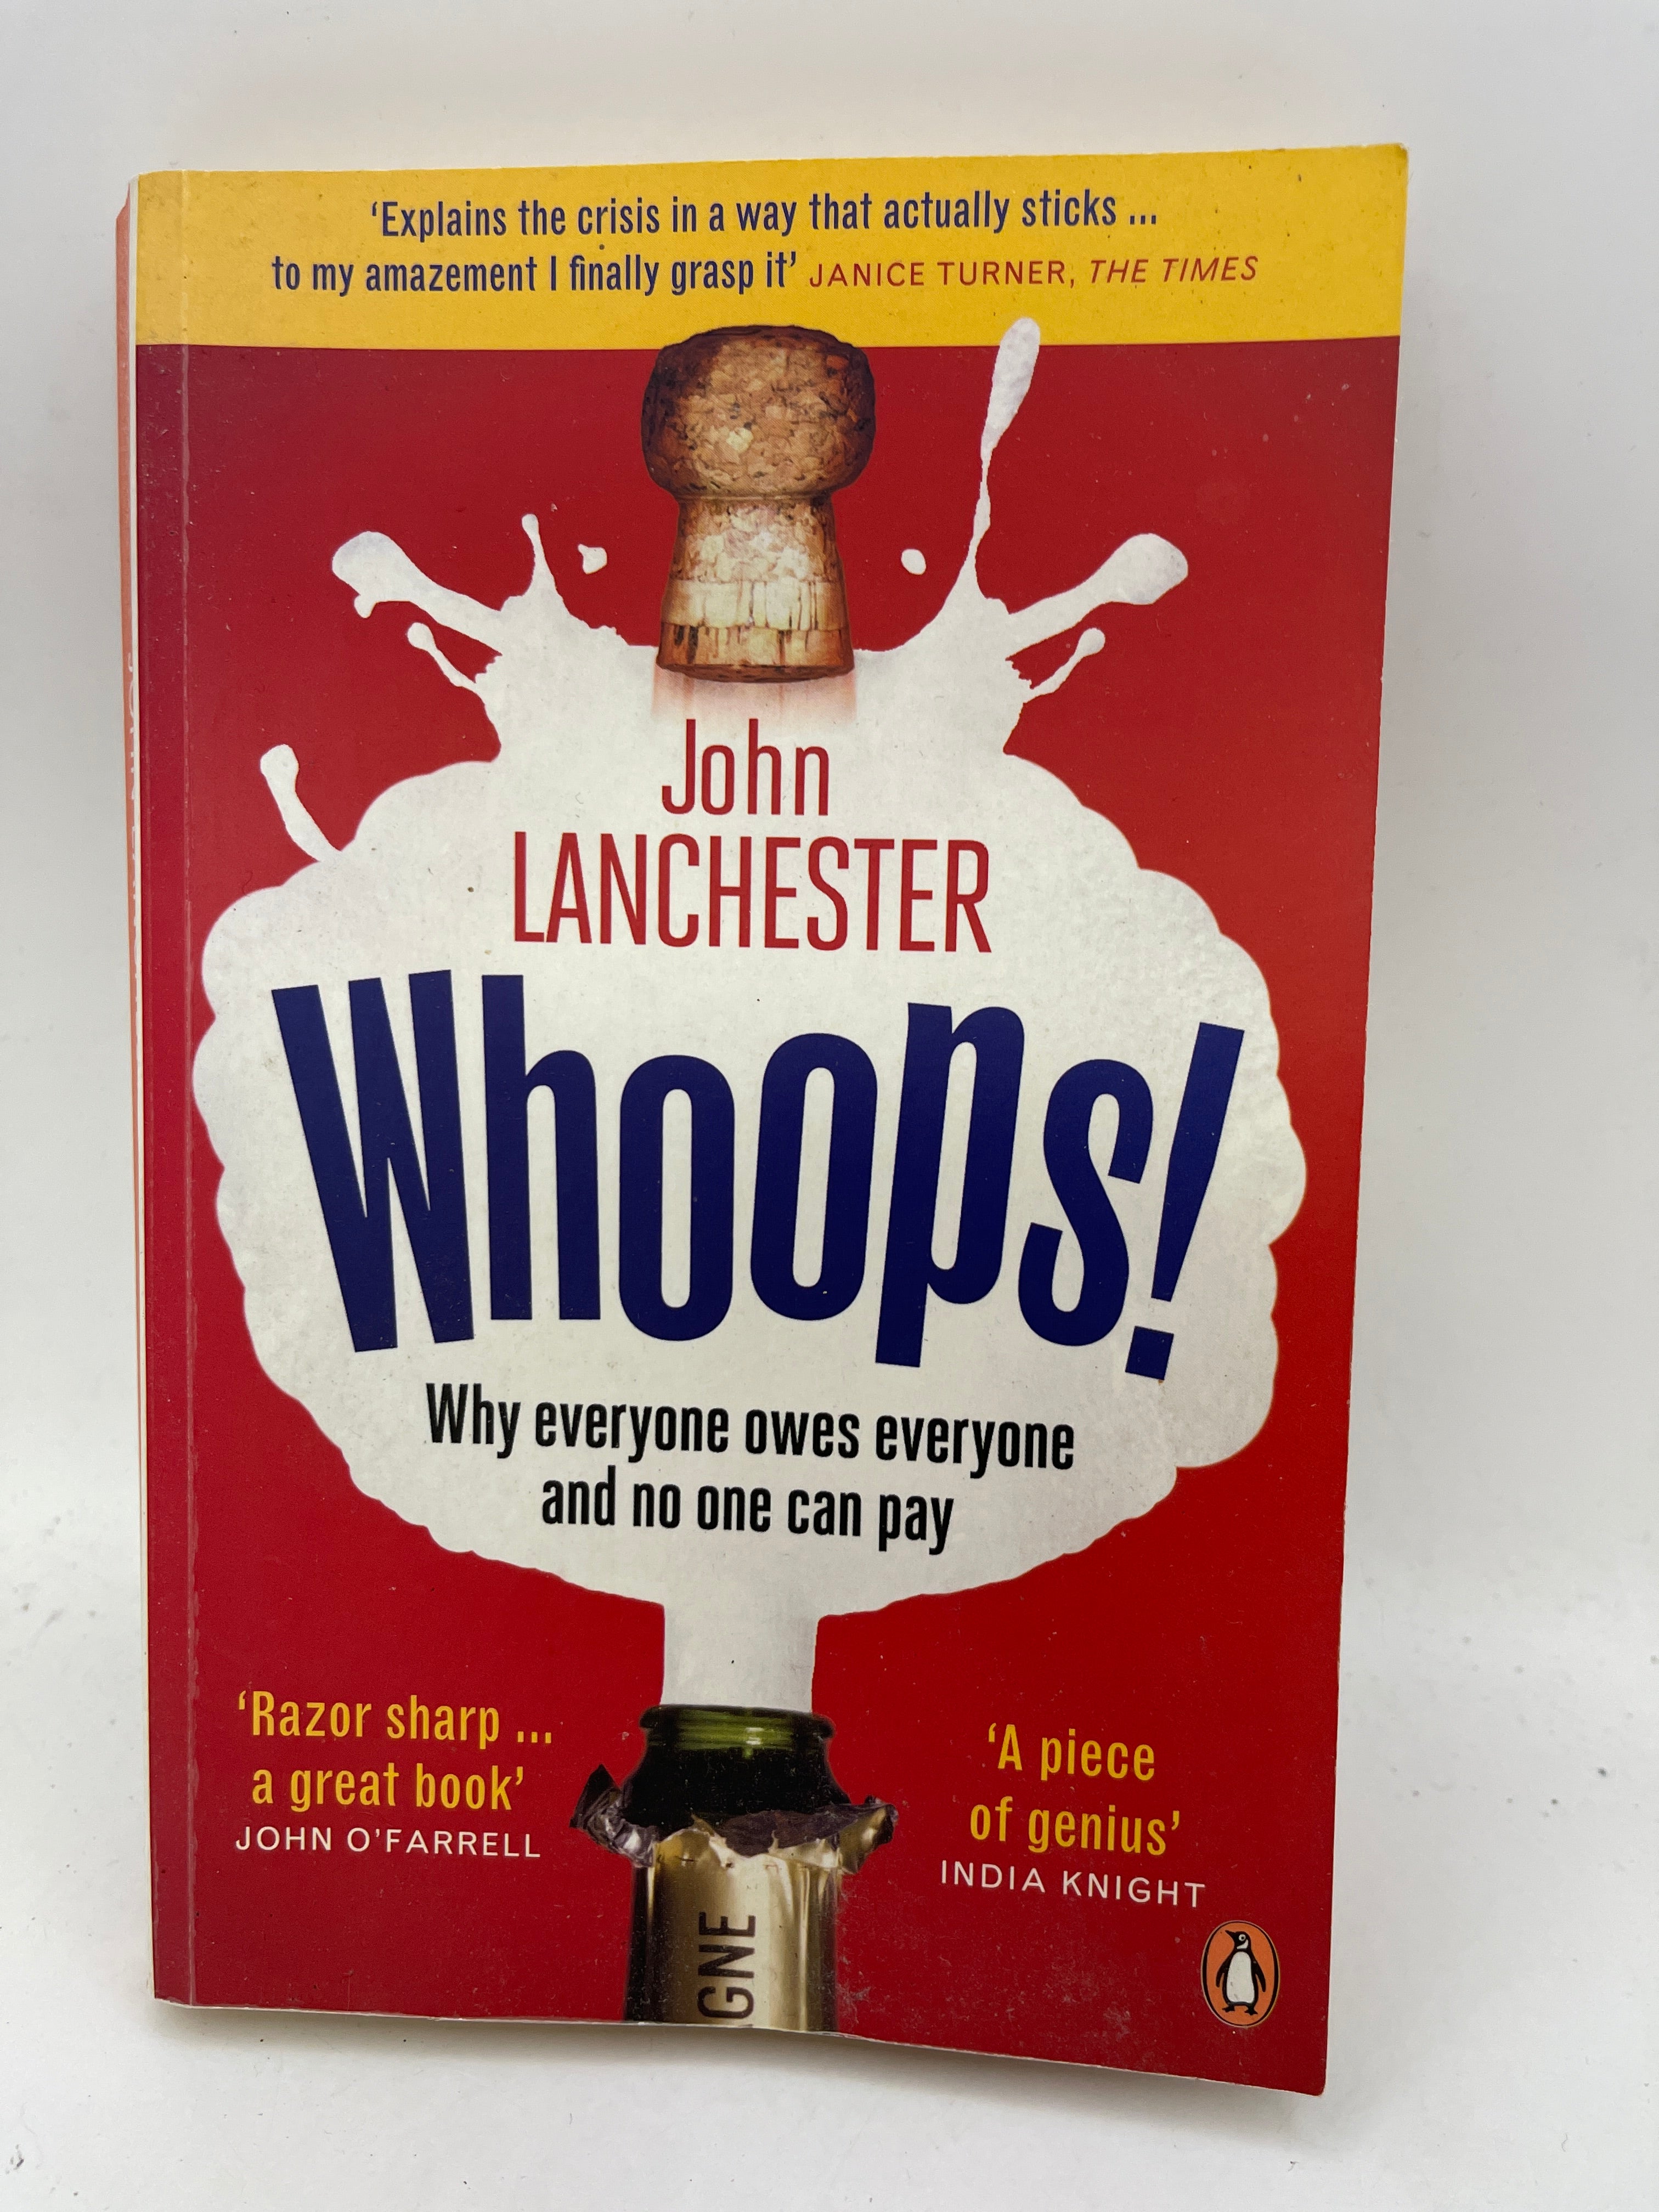 ‘Explains the crisis in a way that actually sticks ...
to my amazement I finally grasp it’ JANICE TURNER, THE TIMES
John
LANCHESTER
Whoops!
Why everyone owes everyone
and no one can pay
‘Razor sharp ...
a great book’
JOHN O’FARRELL
‘A piece
of genius’
INDIA KNIGHT
GNE